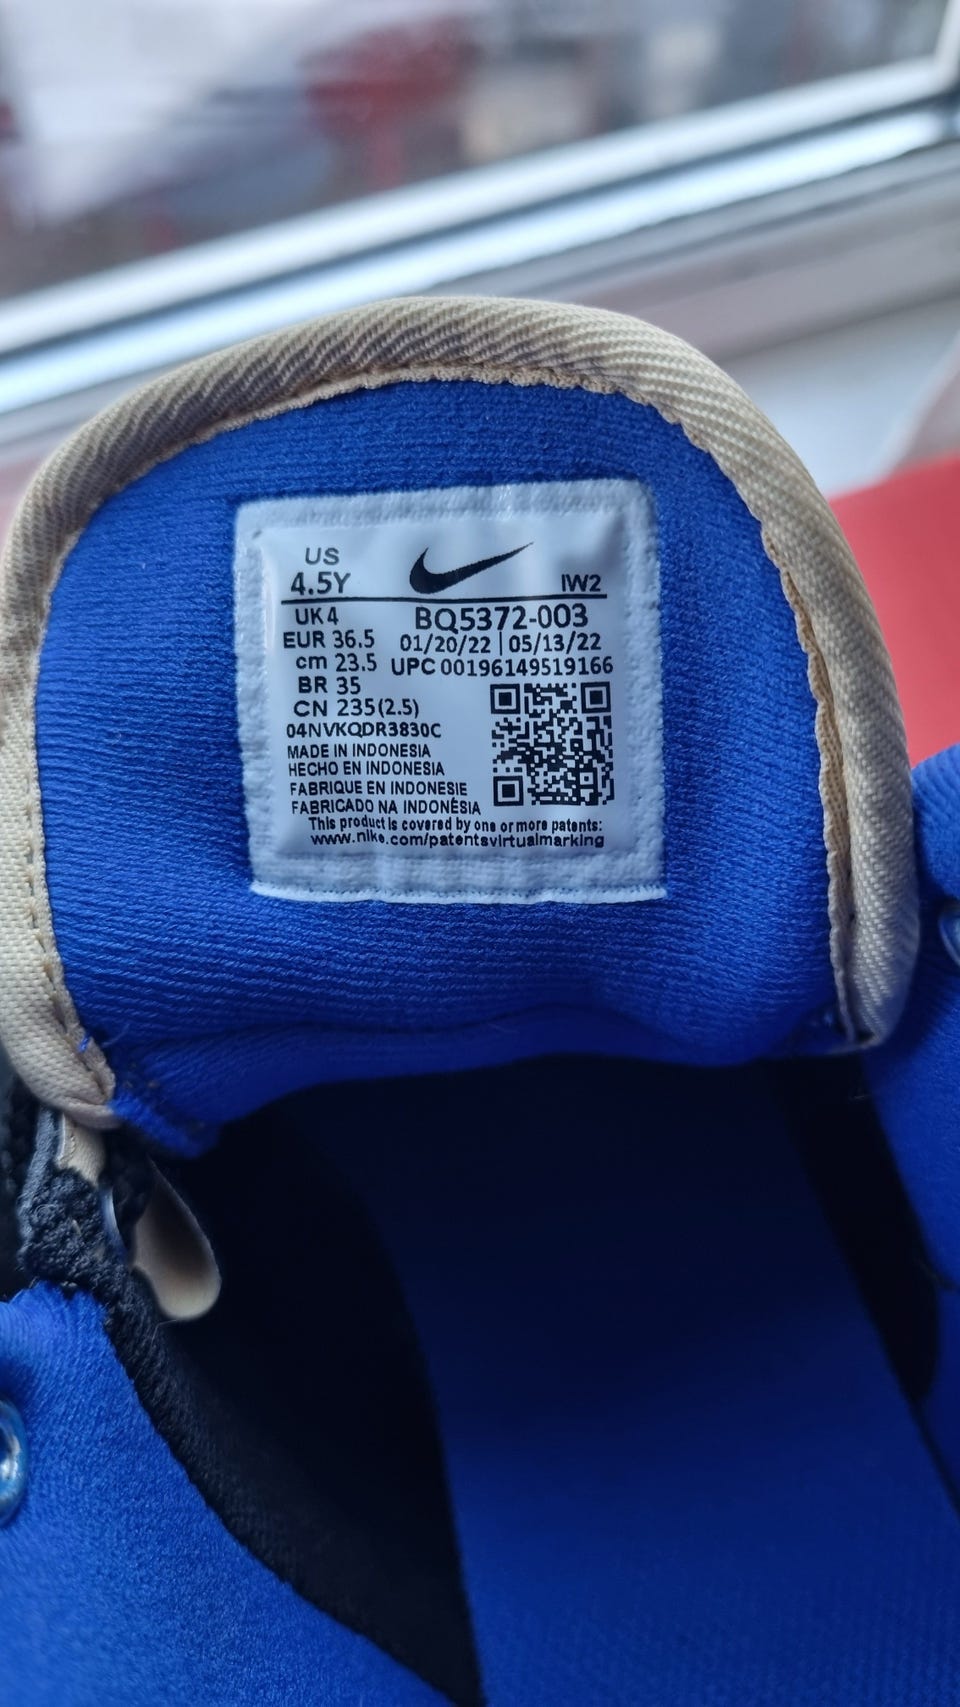 US
4.5Y
IW2
UK 4
BQ5372-003
EUR 36.5
01/20/22 | 05/13/22
cm 23.5
UPC 00196149519166
BR 35
CN 235(2.5)
04NVKQDR3830C
MADE IN INDONESIA
HECHO EN INDONESIA
FABRIQUE EN INDONESIE
FABRICADO NA INDONÉSIA
This product is covered by one or more patents:
www.nike.com/patentsvirtualmarking